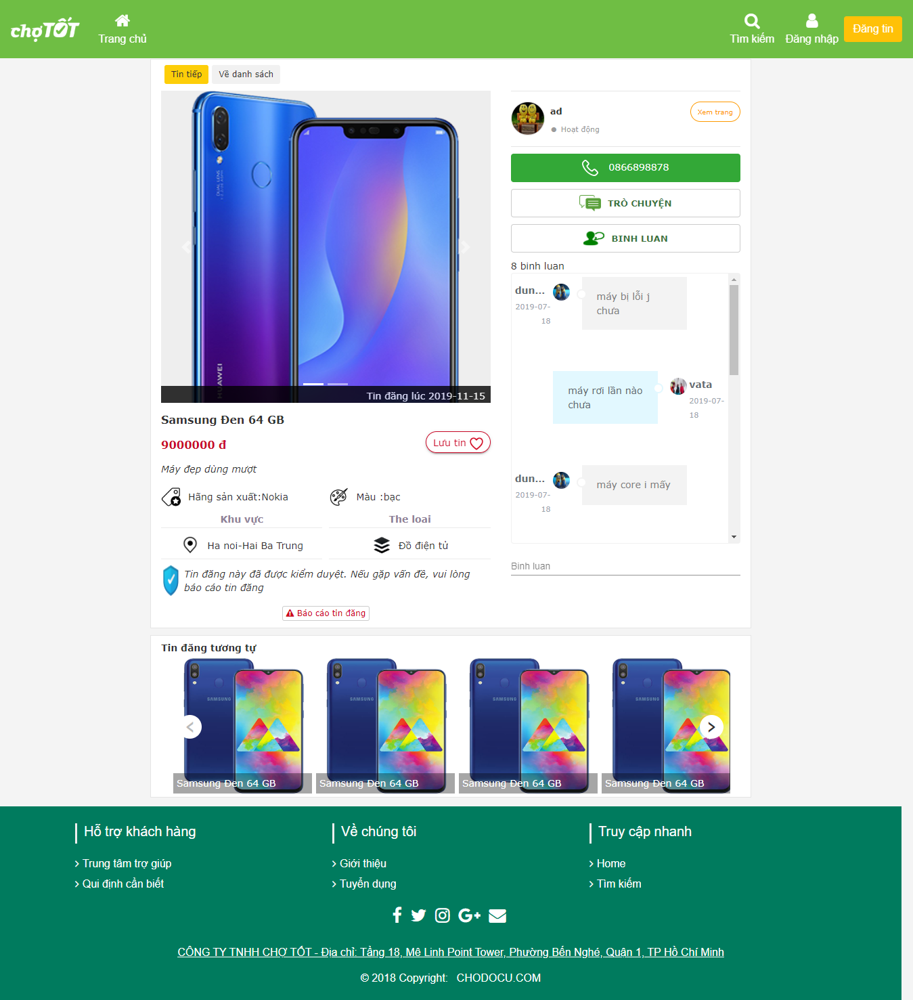 chợTỐT
Trang chủ
Tìm kiếm
Đăng nhập
Đăng tin
Tin tiếp
Về danh sách
DUAL LENS
HUAWEI
Tin đăng lúc 2019-11-15
Samsung Đen 64 GB
9000000 đ
Lưu tin
Máy đẹp dùng mượt
Hãng sản xuất:Nokia
Màu :bạc
Khu vực
The loai
Ha noi-Hai Ba Trung
Đồ điện tử
Tin đăng này đã được kiểm duyệt. Nếu gặp vấn đề, vui lòng
báo cáo tin đăng
Báo cáo tin đăng
ad
Hoạt động
Xem trang
0866898878
TRÒ CHUYỆN
BINH LUAN
8 binh luan
dun...
2019-07-
18
máy bị lỗi j
chưa
máy rơi lần nào
chưa
vata
2019-07-
18
dun...
2019-07-
18
máy core i mấy
Binh luan
Tin đăng tương tự
SAMSUNG
SAMSUNG
SAMSUNG
SAMSUNG
Samsung Đen 64 GB
Samsung Đen 64 GB
Samsung Đen 64 GB
Samsung Đen 64 GB
Hỗ trợ khách hàng
Trung tâm trợ giúp
Qui định cần biết
Về chúng tôi
Giới thiệu
Tuyển dụng
Truy cập nhanh
Home
Tìm kiếm
CÔNG TY TNHH CHỢ TỐT - Địa chỉ: Tầng 18, Mê Linh Point Tower, Phường Bến Nghé, Quận 1, TP Hồ Chí Minh
© 2018 Copyright: CHODOCU.COM